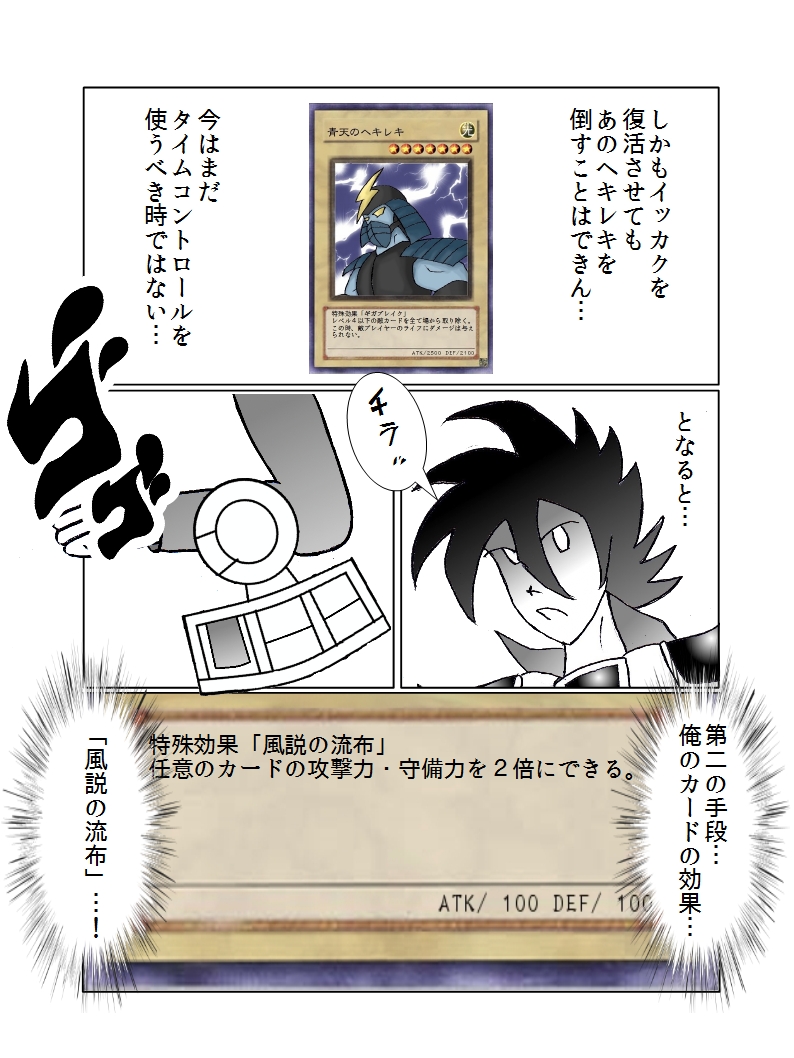 しかもイッカクを
復活させても
あのヘキレキを
倒すことはできん…
青天のヘキレキ
光
特殊効果「ギガブレイク」
レベル４以下の敵カードを全て場から取り除く。
この時、敵プレイヤーのライフにダメージは与え
られない。
ATK/2500 DEF/2100
今はまだ
タイムコントロールを
使うべき時ではない…
となると…
チラッ
ゴゴ
第二の手段…
俺のカードの効果…
特殊効果「風説の流布」
任意のカードの攻撃力・守備力を２倍にできる。
ATK/ 100 DEF/ 100
「風説の流布」…！